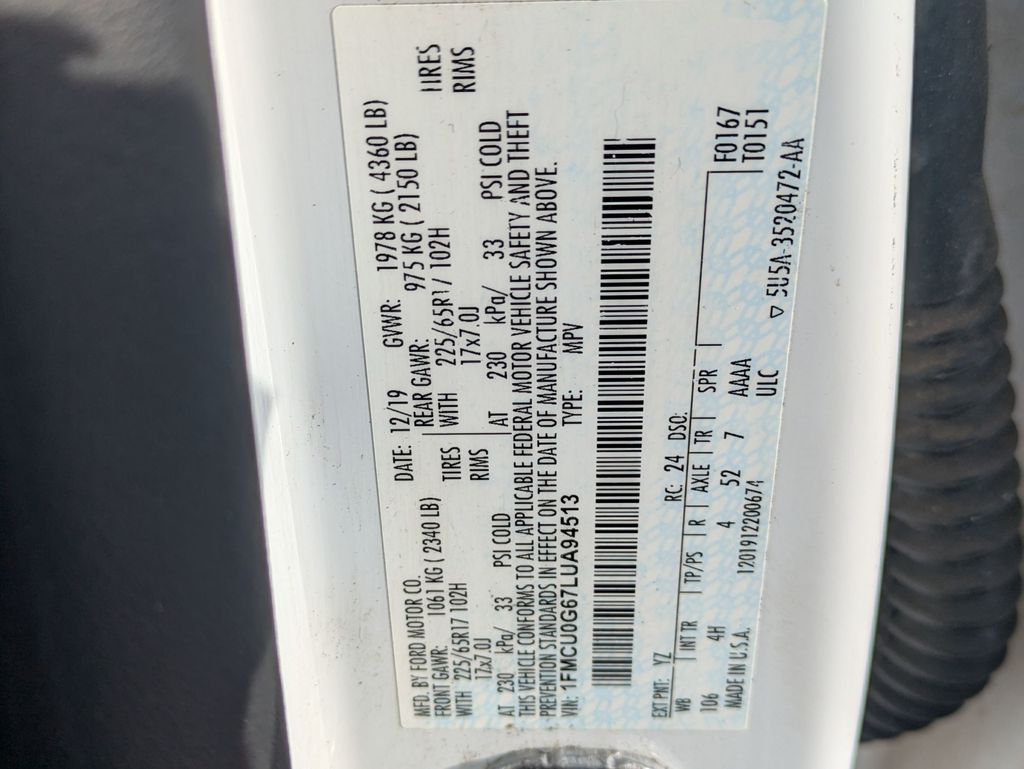 MFD. BY FORD MOTOR CO.
DATE: 12/19 GVWR: 1978 KG ( 4360 LB)
FRONT GAWR: 1061 KG ( 2340 LB) REAR GAWR: 975 KG ( 2150 LB)
WITH 225/65R17 102H TIRES WITH 225/65R1/ 102H TIRES
17x7.0J RIMS 17x7.0J RIMS
AT 230 kPa/ 33 PSI COLD AT 230 kPa/ 33 PSI COLD
THIS VEHICLE CONFORMS TO ALL APPLICABLE FEDERAL MOTOR VEHICLE SAFETY AND THEFT
PREVENTION STANDARDS IN EFFECT ON THE DATE OF MANUFACTURE SHOWN ABOVE.
VIN: 1FMCU0G67LUA94513 TYPE: MPV
EXT PNT: YZ RC: 24 DSO: F0167
WB INT TR TP/PS R AXLE TR SPR T0151
106 4H 4 52 7 AAAA
MADE IN U.S.A. 1201912200674 ULC
▽ 5U5A-3520472-AA